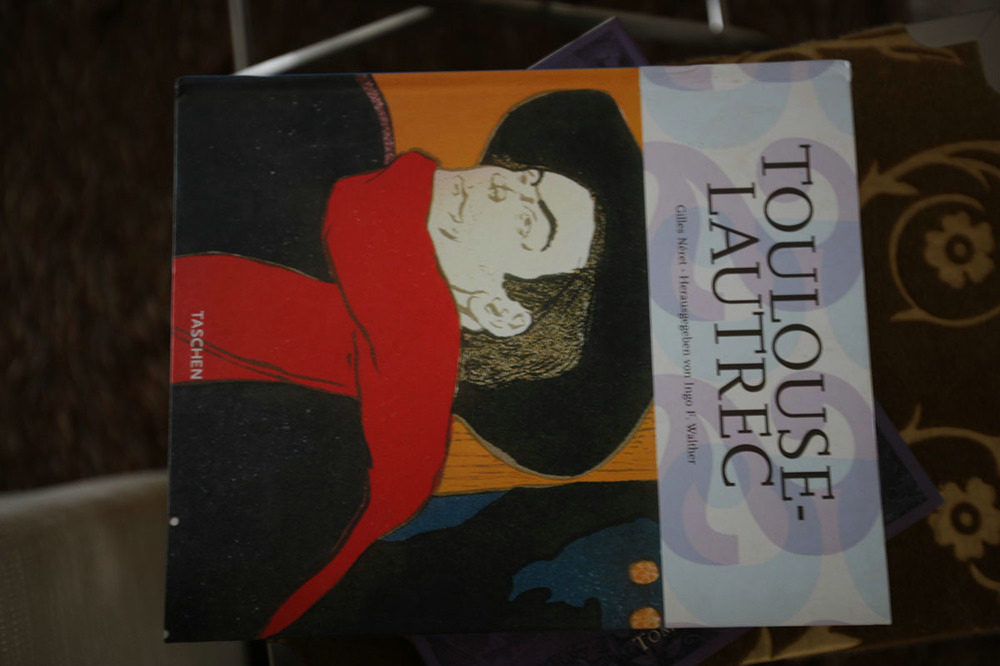 TOULOUSE-
LAUTREC
Gilles Néret · Herausgegeben von Ingo F. Walther
TASCHEN